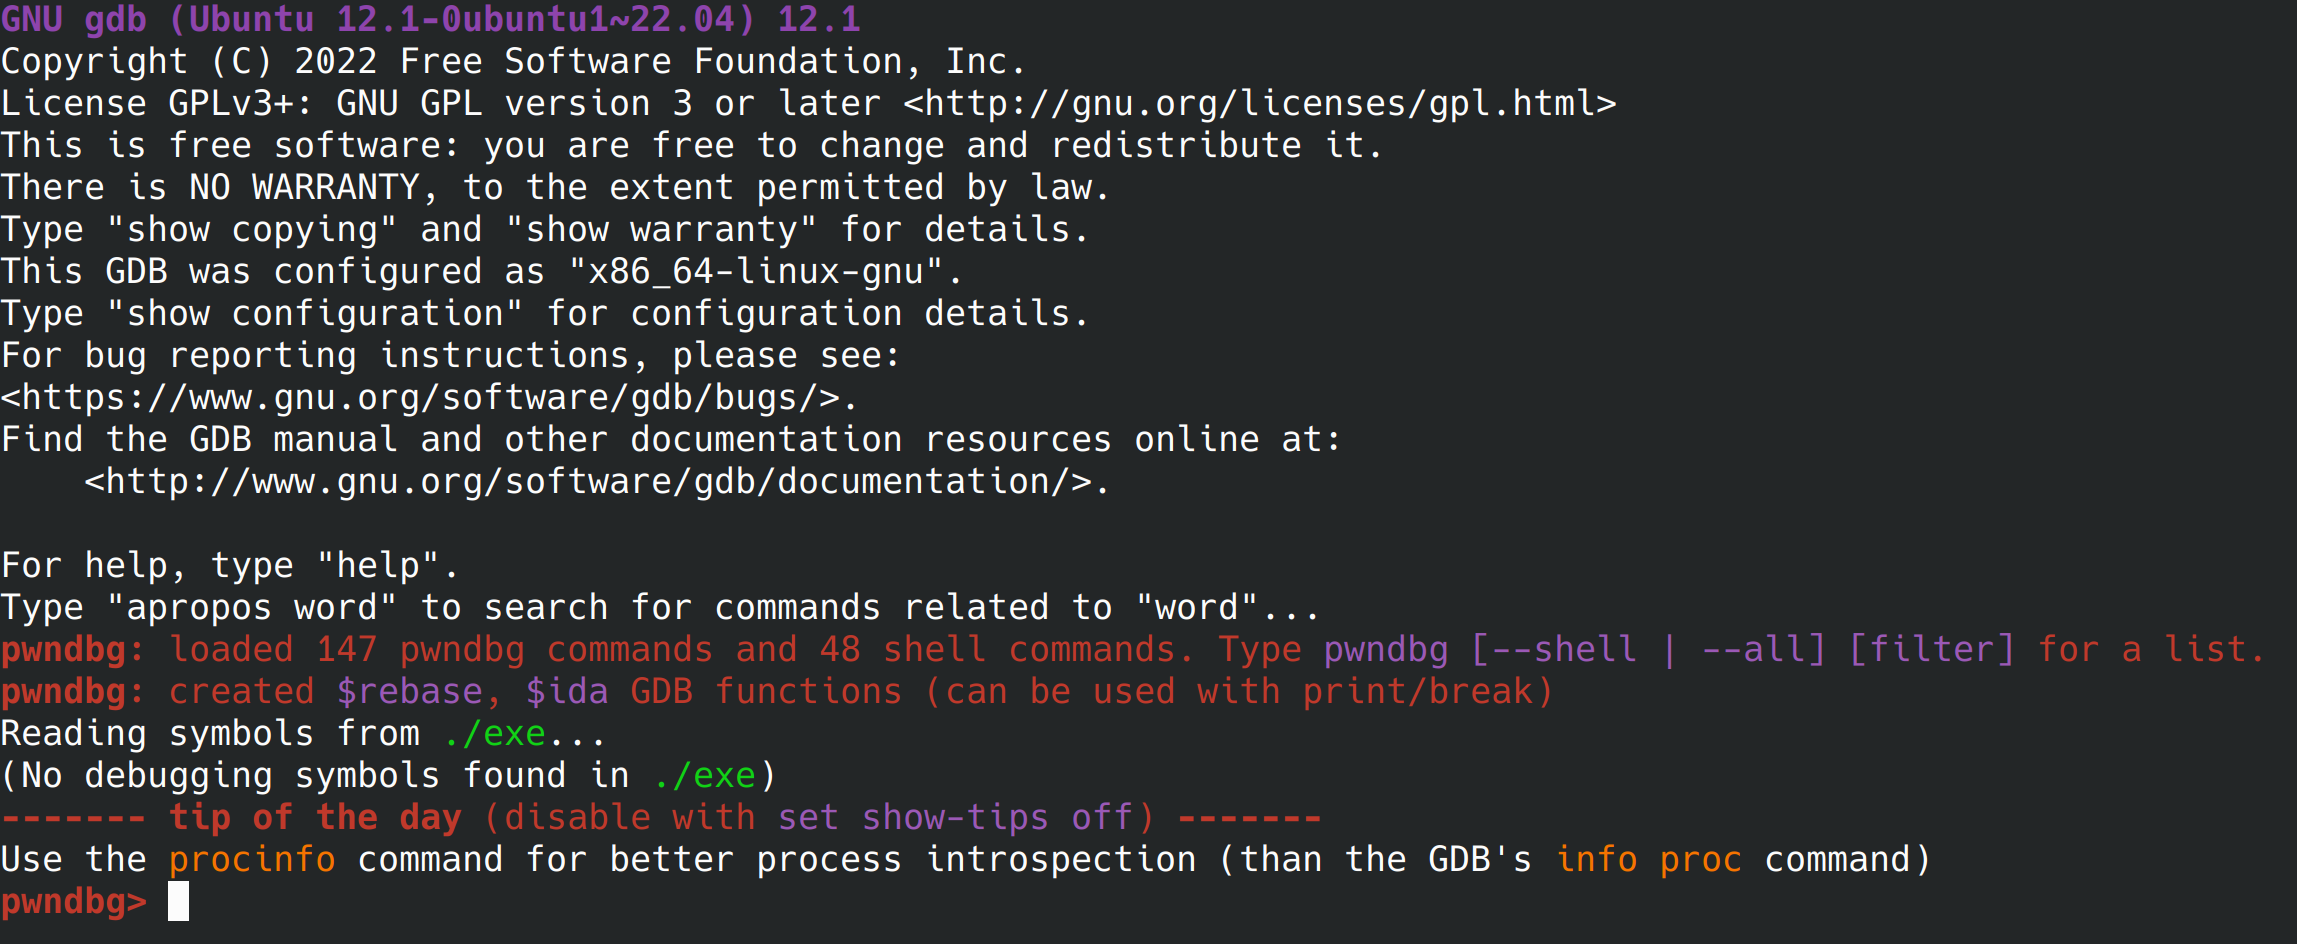 GNU gdb (Ubuntu 12.1-0ubuntu1~22.04) 12.1
Copyright (C) 2022 Free Software Foundation, Inc.
License GPLv3+: GNU GPL version 3 or later <http://gnu.org/licenses/gpl.html>
This is free software: you are free to change and redistribute it.
There is NO WARRANTY, to the extent permitted by law.
Type "show copying" and "show warranty" for details.
This GDB was configured as "x86_64-linux-gnu".
Type "show configuration" for configuration details.
For bug reporting instructions, please see:
<https://www.gnu.org/software/gdb/bugs/>.
Find the GDB manual and other documentation resources online at:
    <http://www.gnu.org/software/gdb/documentation/>.

For help, type "help".
Type "apropos word" to search for commands related to "word"...
pwndbg: loaded 147 pwndbg commands and 48 shell commands. Type pwndbg [--shell | --all] [filter] for a list.
pwndbg: created $rebase, $ida GDB functions (can be used with print/break)
Reading symbols from ./exe...
(No debugging symbols found in ./exe)
------- tip of the day (disable with set show-tips off) -------
Use the procinfo command for better process introspection (than the GDB's info proc command)
pwndbg>